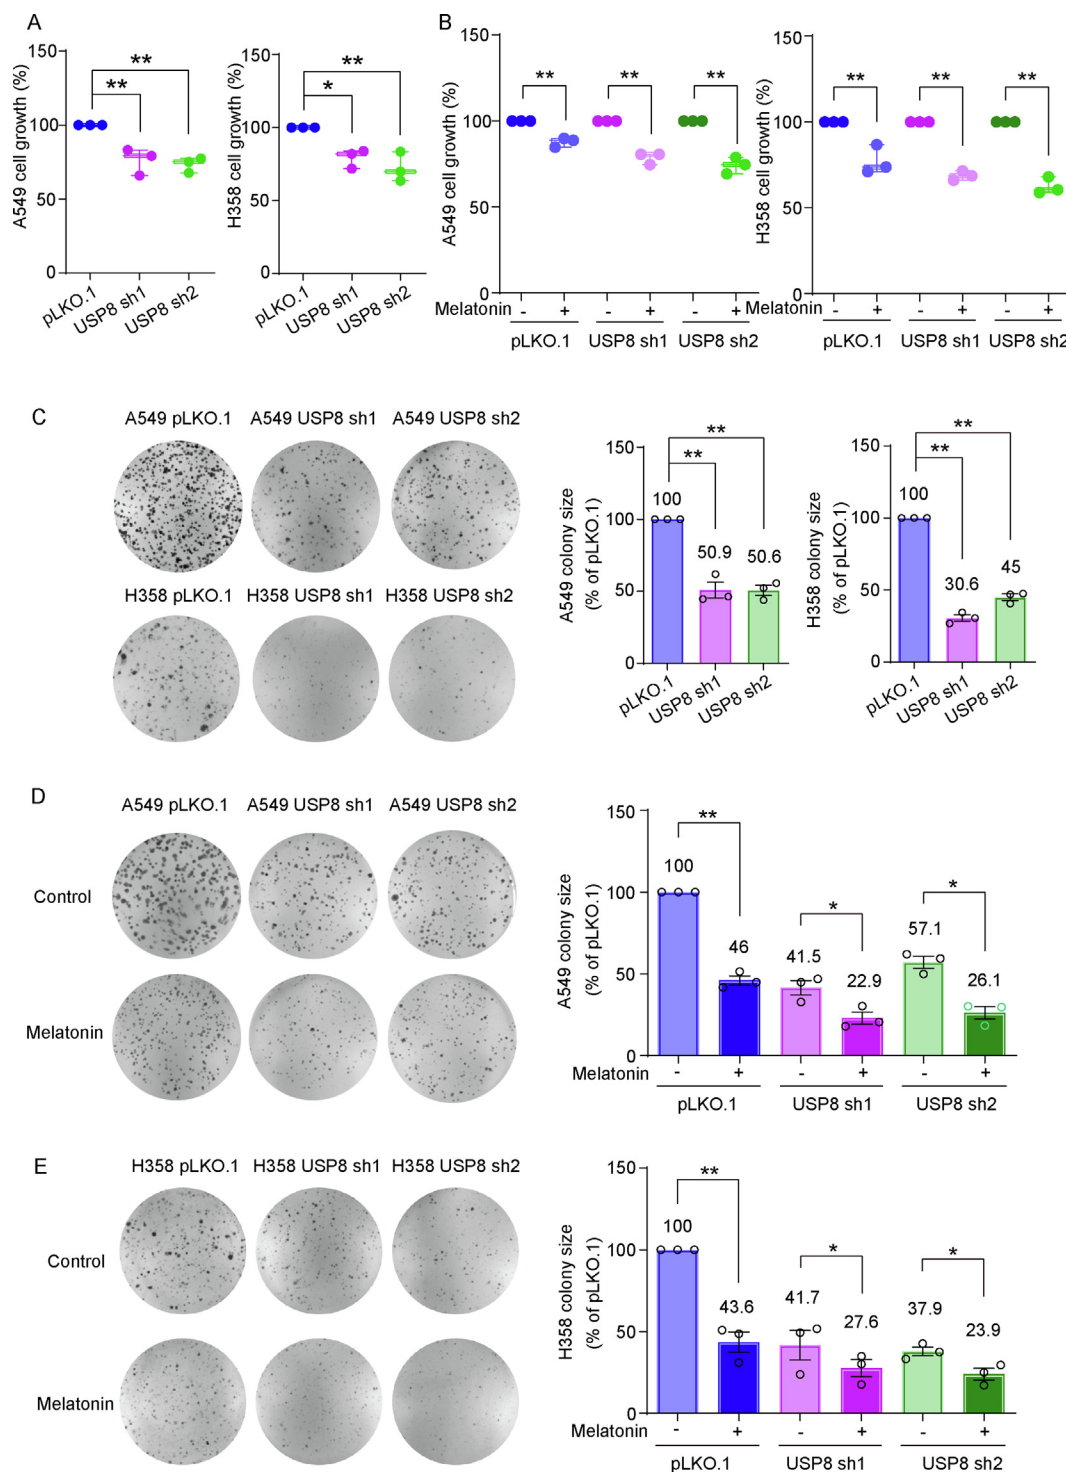 A
150
100
50
0
A549 cell growth (%)
**
**
pLKO.1
USP8 sh1
USP8 sh2
150
100
50
0
H358 cell growth (%)
*
**
pLKO.1
USP8 sh1
USP8 sh2
B
150
100
50
0
A549 cell growth (%)
**
**
**
Melatonin
- + - + - +
pLKO.1 USP8 sh1 USP8 sh2
150
100
50
0
H358 cell growth (%)
**
**
**
Melatonin
- + - + - +
pLKO.1 USP8 sh1 USP8 sh2
C
A549 pLKO.1 A549 USP8 sh1 A549 USP8 sh2
H358 pLKO.1 H358 USP8 sh1 H358 USP8 sh2
150
100
50
0
A549 colony size
(% of pLKO.1)
**
**
100
50.9
50.6
pLKO.1
USP8 sh1
USP8 sh2
150
100
50
0
H358 colony size
(% of pLKO.1)
**
**
100
30.6
45
pLKO.1
USP8 sh1
USP8 sh2
D
A549 pLKO.1 A549 USP8 sh1 A549 USP8 sh2
Control
Melatonin
150
100
50
0
A549 colony size
(% of pLKO.1)
**
*
*
100
46
41.5
22.9
57.1
26.1
Melatonin - + - + - +
pLKO.1 USP8 sh1 USP8 sh2
E
H358 pLKO.1 H358 USP8 sh1 H358 USP8 sh2
Control
Melatonin
150
100
50
0
H358 colony size
(% of pLKO.1)
**
*
*
100
43.6
41.7
27.6
37.9
23.9
Melatonin - + - + - +
pLKO.1 USP8 sh1 USP8 sh2